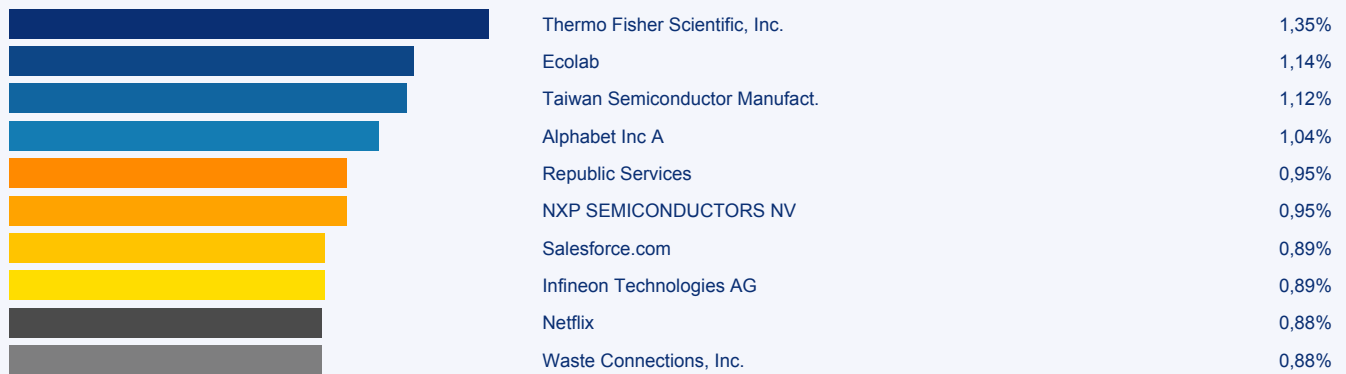 Thermo Fisher Scientific, Inc. 1,35%
Ecolab 1,14%
Taiwan Semiconductor Manufact. 1,12%
Alphabet Inc A 1,04%
Republic Services 0,95%
NXP SEMICONDUCTORS NV 0,95%
Salesforce.com 0,89%
Infineon Technologies AG 0,89%
Netflix 0,88%
Waste Connections, Inc. 0,88%